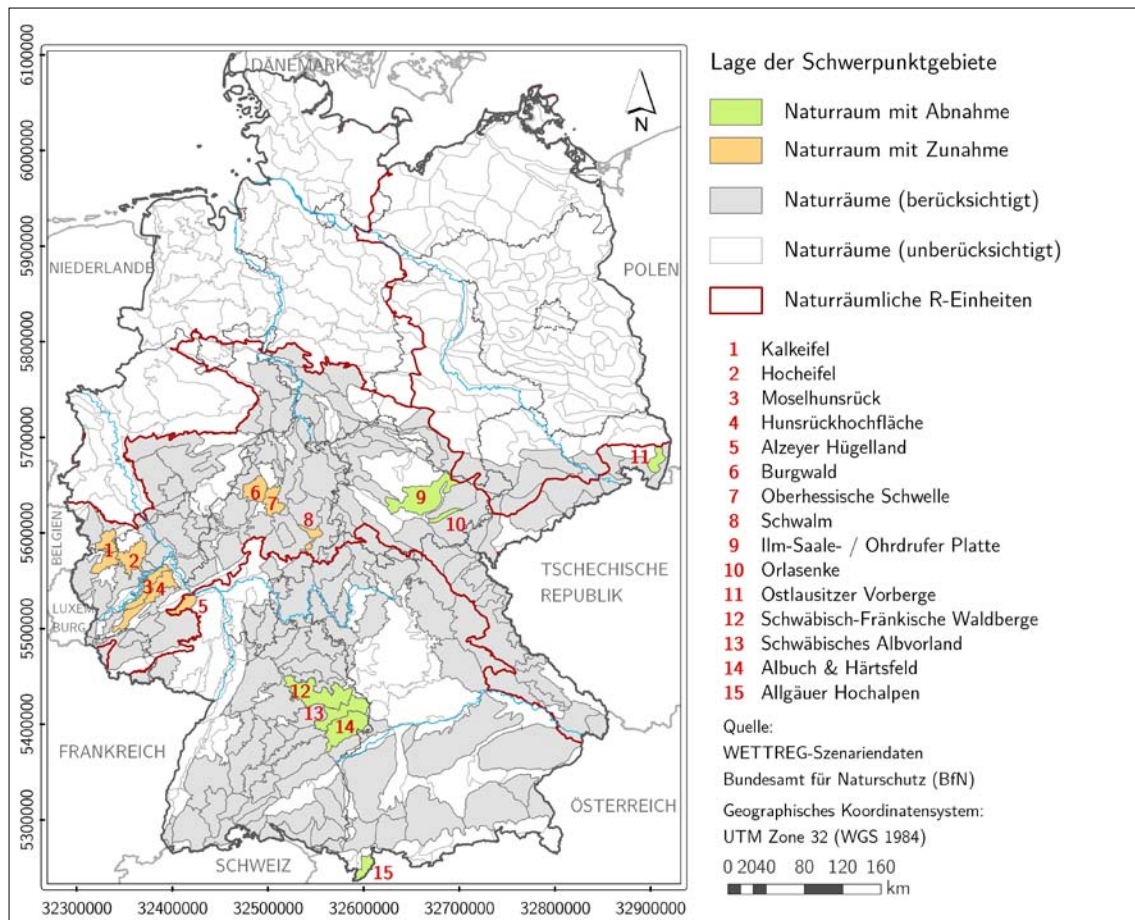 DÄNEMARK
N
NIEDERLANDE
POLEN
BELGIEN
LUXEM
BURG
TSCHECHISCHE
REPUBLIK
FRANKREICH
ÖSTERREICH
SCHWEIZ
1
2
3
4
5
6
7
8
9
10
11
12
13
14
15
6100000
6000000
5900000
5800000
5700000
5600000
5500000
5400000
5300000
32300000 32400000 32500000 32600000 32700000 32800000 32900000
Lage der Schwerpunktgebiete
Naturraum mit Abnahme
Naturraum mit Zunahme
Naturräume (berücksichtigt)
Naturräume (unberücksichtigt)
Naturräumliche R-Einheiten
1 Kalkeifel
2 Hocheifel
3 Moselhunsrück
4 Hunsrückhochfläche
5 Alzeyer Hügelland
6 Burgwald
7 Oberhessische Schwelle
8 Schwalm
9 Ilm-Saale- / Ohrdrufer Platte
10 Orlasenke
11 Ostlausitzer Vorberge
12 Schwäbisch-Fränkische Waldberge
13 Schwäbisches Albvorland
14 Albuch & Härtsfeld
15 Allgäuer Hochalpen
Quelle:
WETTREG-Szenariendaten
Bundesamt für Naturschutz (BfN)
Geographisches Koordinatensystem:
UTM Zone 32 (WGS 1984)
0 2040 80 120 160
km